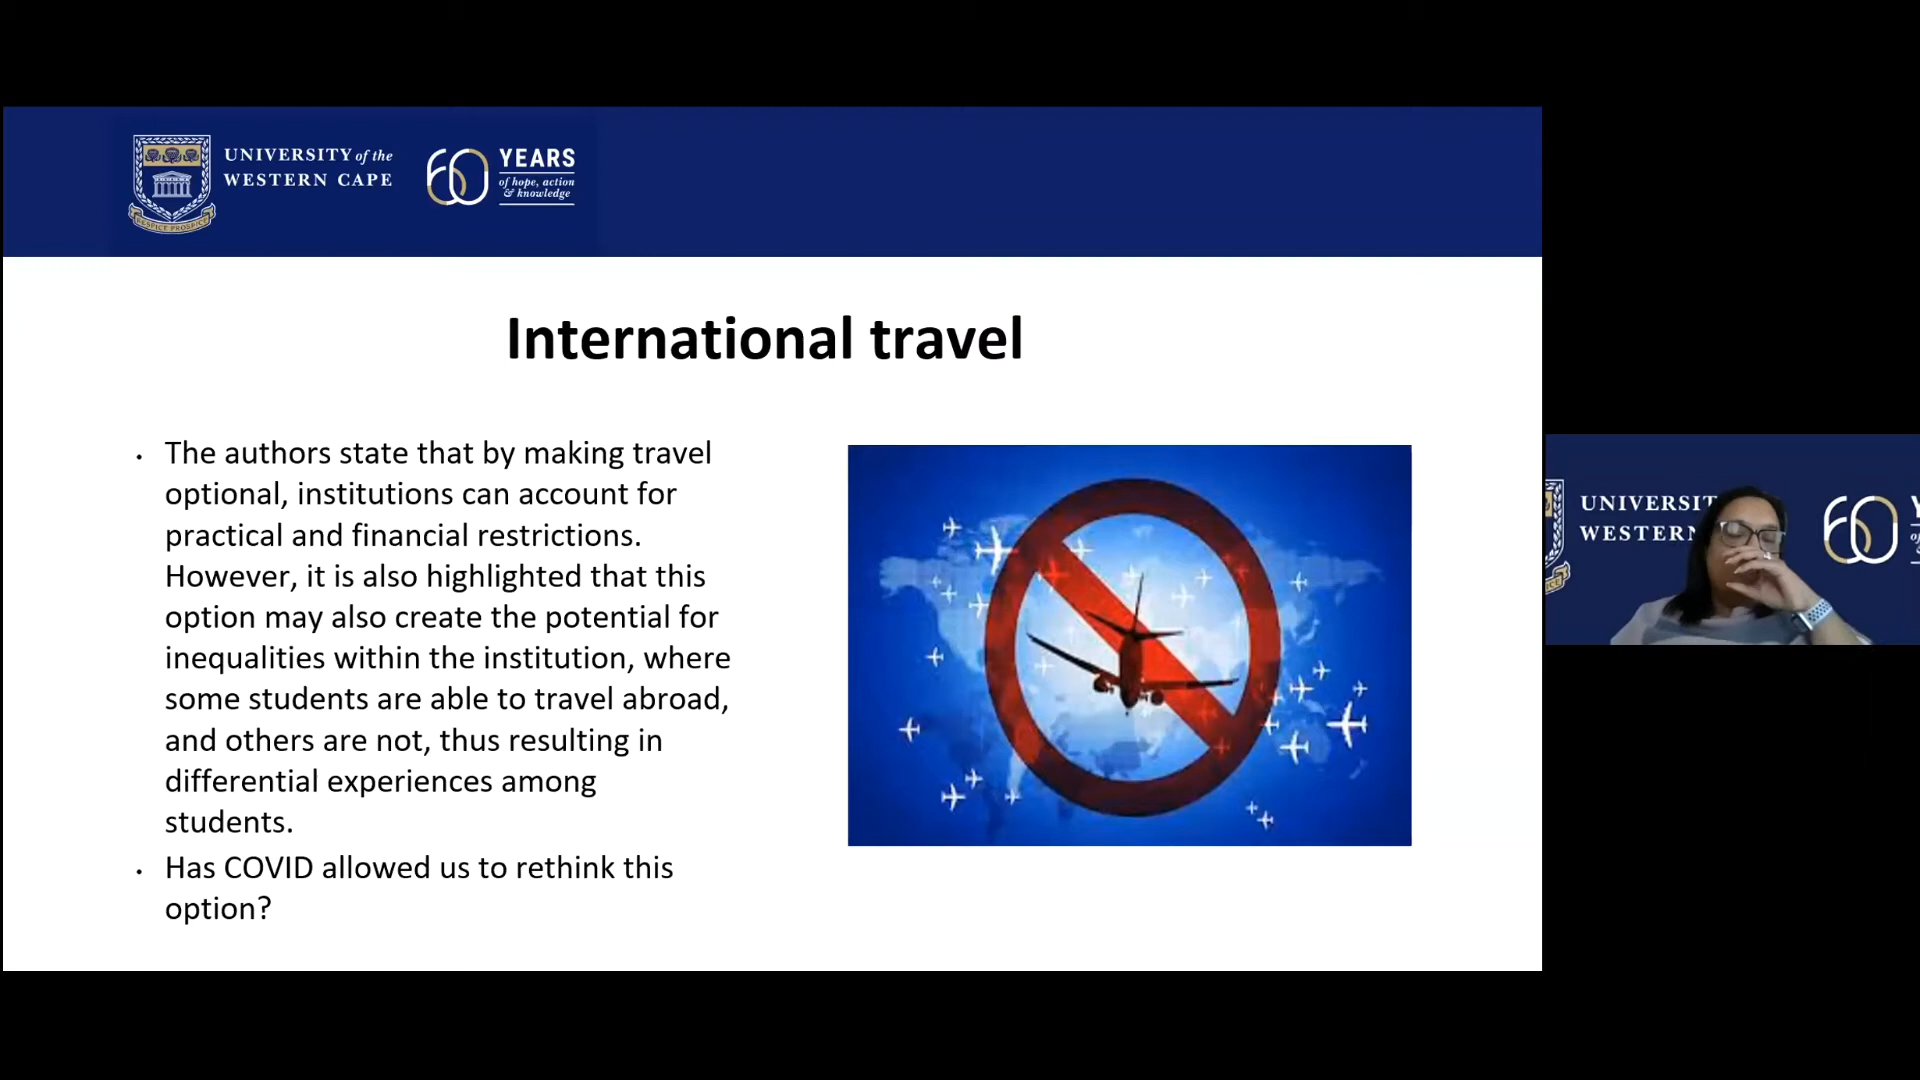 UNIVERSITY of the
WESTERN CAPE
60 YEARS
of hope, action
& knowledge
RESPICE PROSPICE
International travel
• The authors state that by making travel
optional, institutions can account for
practical and financial restrictions.
However, it is also highlighted that this
option may also create the potential for
inequalities within the institution, where
some students are able to travel abroad,
and others are not, thus resulting in
differential experiences among
students.
• Has COVID allowed us to rethink this
option?
UNIVERSIT
WESTERN
60 Y